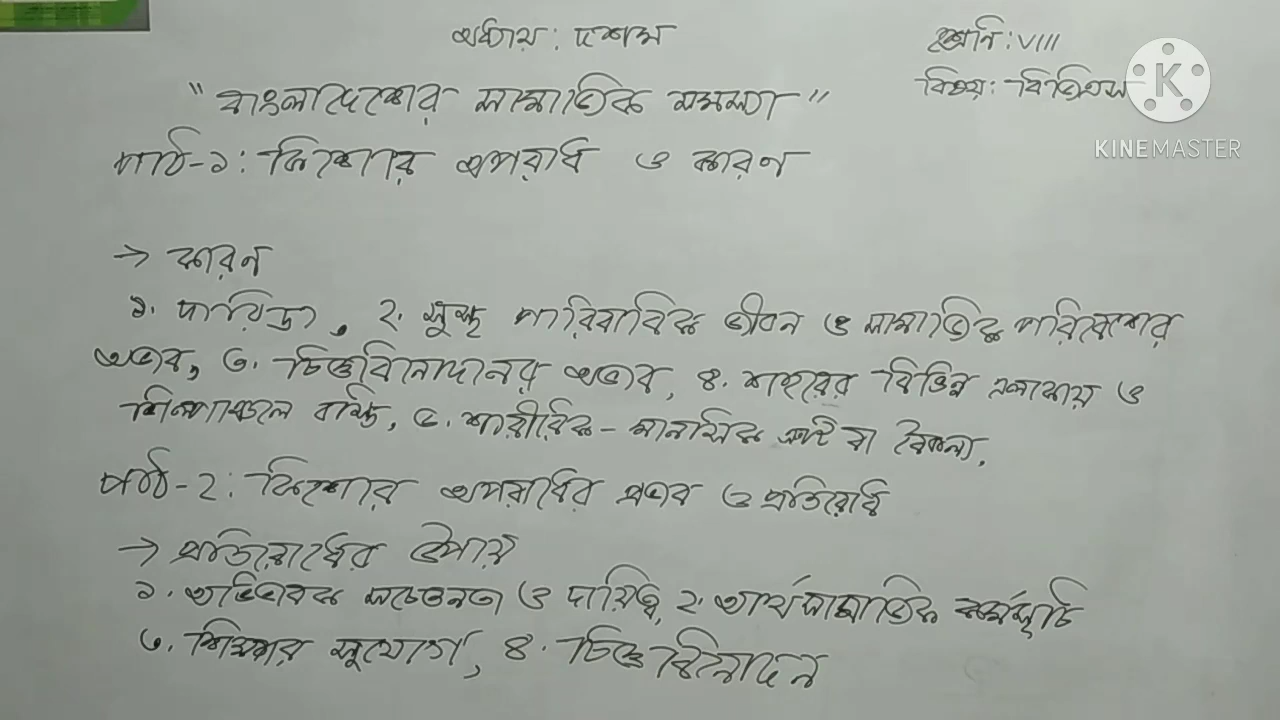 অধ্যায়: দশম
শ্রেণি: VIII
বিষয়: বিজিএস
"বাংলাদেশের সামাজিক সমস্যা"
পাঠ-১: কিশোর অপরাধ ও কারণ
KINEMASTER
→ কারণ
১. দারিদ্র্য, ২. সুস্থ পারিবারিক জীবন ও সামাজিক পরিবেশের
অভাব, ৩. চিত্তবিনোদনের অভাব, ৪. শহরের বিভিন্ন এলাকায় ও
শিল্পাঞ্চলে বস্তি, ৫. শারীরিক - মানসিক ত্রুটি বা বৈকল্য.
পাঠ-২: কিশোর অপরাধের প্রভাব ও প্রতিরোধ
→ প্রতিরোধের উপায়
১. অভিভাবক সচেতনতা ও দায়িত্ব, ২. আর্থসামাজিক কর্মসূচি
৩. শিক্ষার সুযোগ, ৪. চিত্তবিনোদন